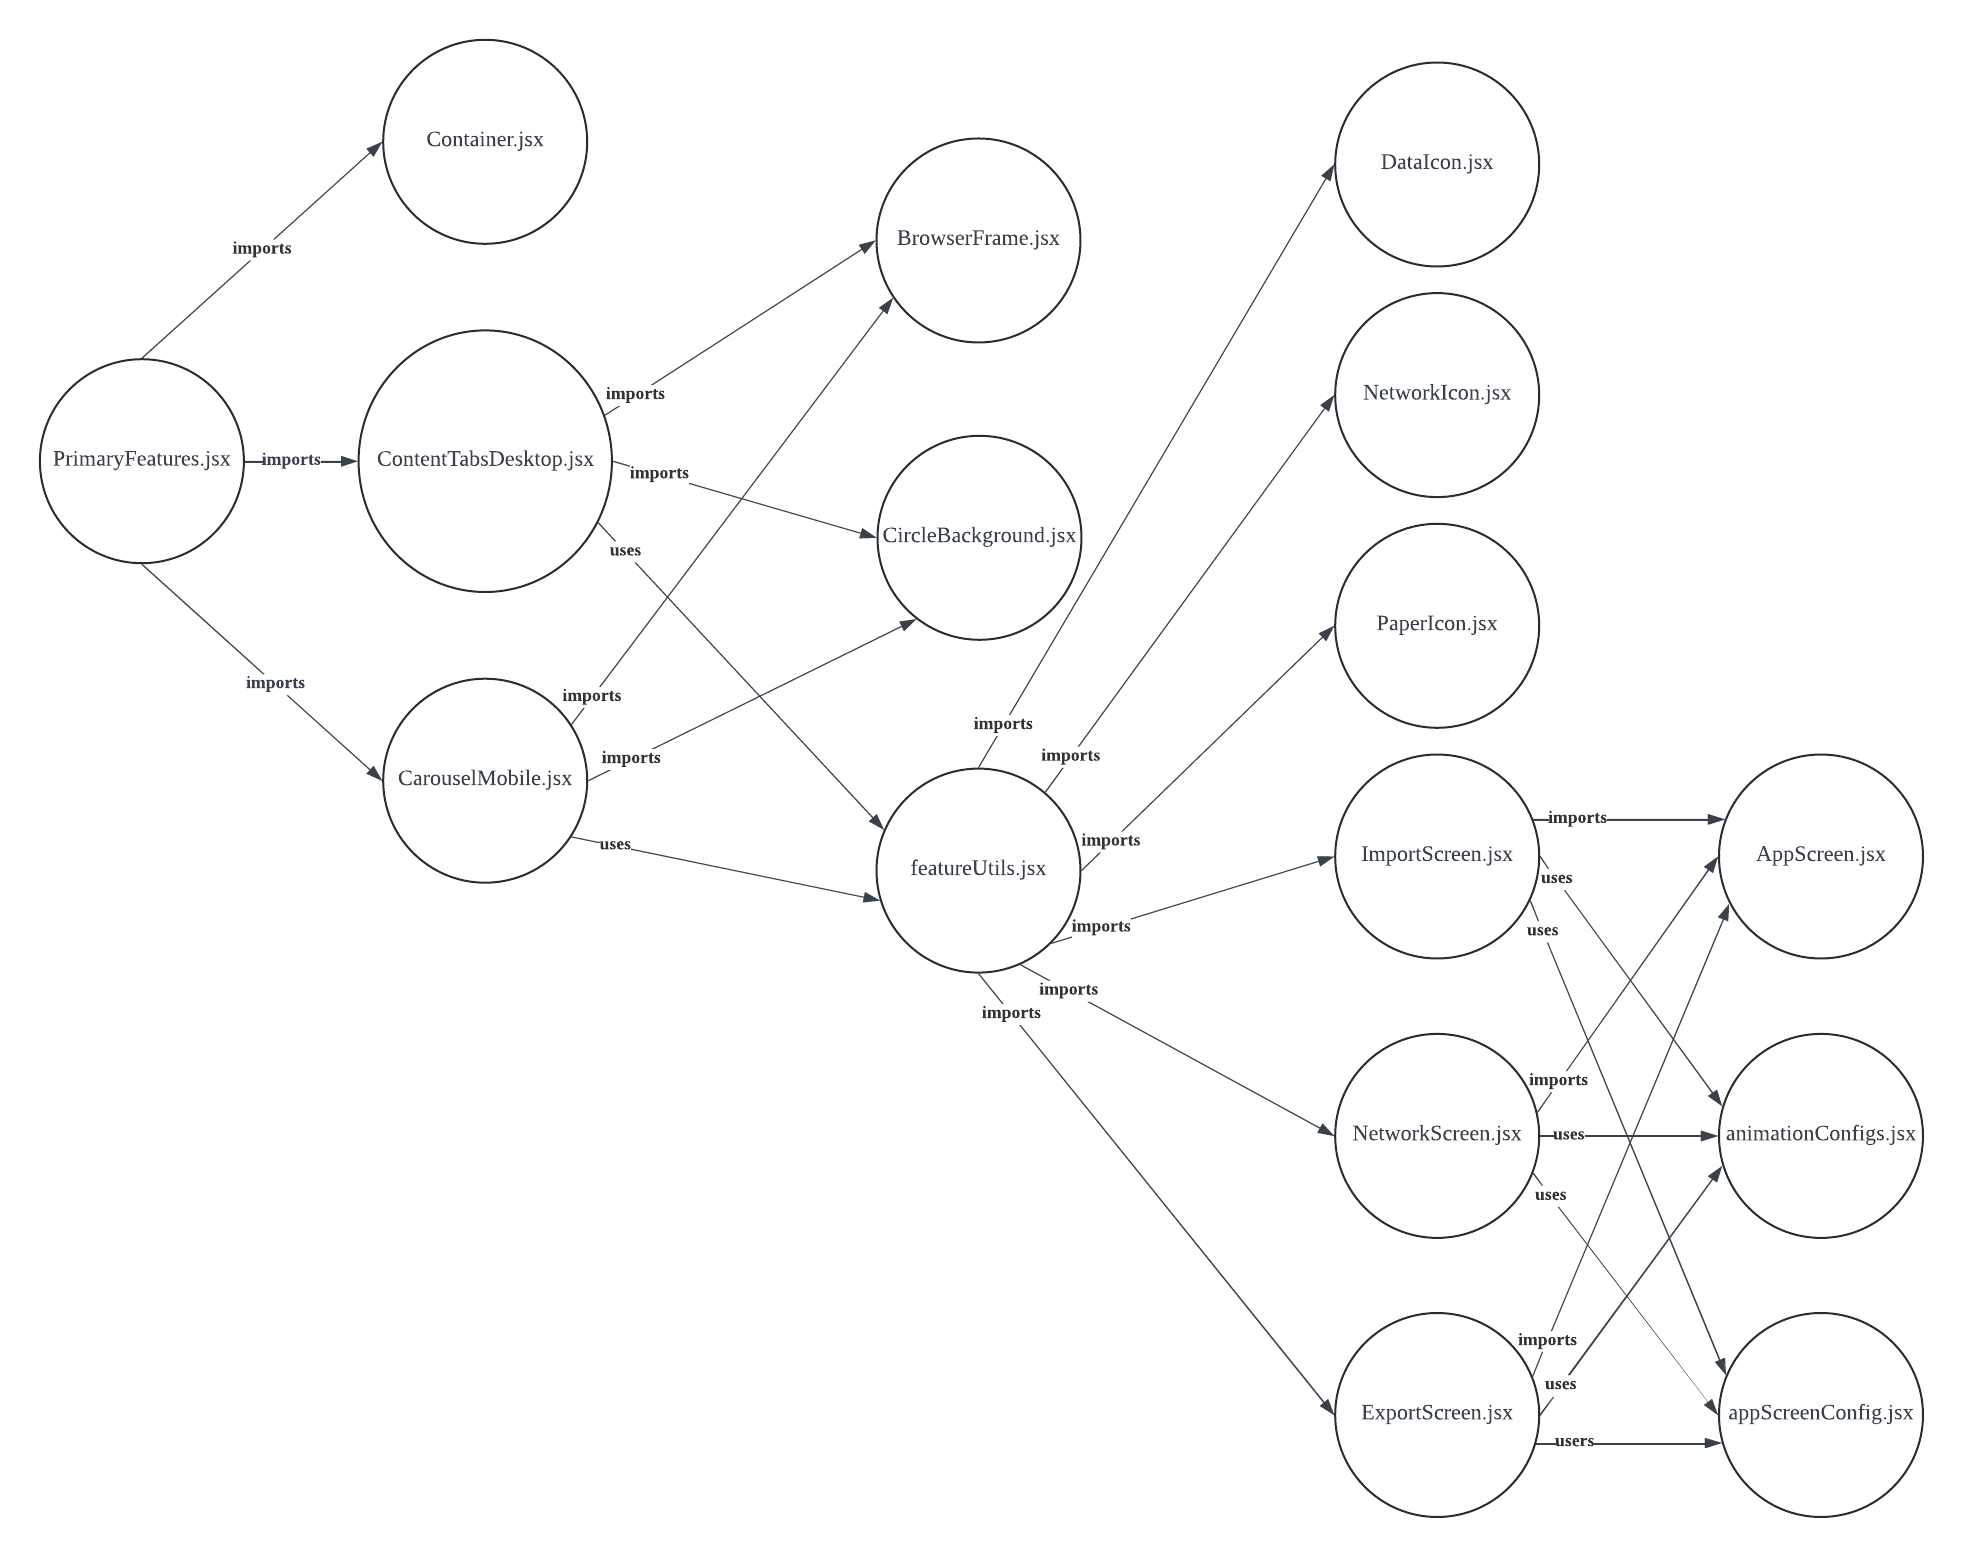 Container.jsx
DataIcon.jsx
BrowserFrame.jsx
imports
imports
NetworkIcon.jsx
PrimaryFeatures.jsx
imports
ContentTabsDesktop.jsx
imports
CircleBackground.jsx
uses
PaperIcon.jsx
imports
imports
imports
imports
imports
CarouselMobile.jsx
uses
imports
featureUtils.jsx
ImportScreen.jsx
imports
AppScreen.jsx
uses
imports
uses
imports
imports
imports
NetworkScreen.jsx
uses
animationConfigs.jsx
uses
imports
uses
ExportScreen.jsx
appScreenConfig.jsx
users